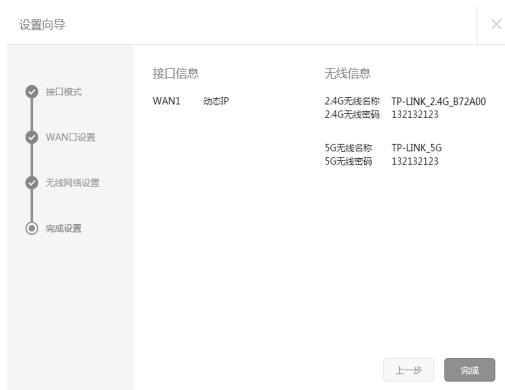 设置向导
接口模式
WAN口设置
无线网络设置
完成设置
接口信息
WAN1 动态IP
无线信息
2.4G无线名称 TP-LINK_2.4G_B72A00
2.4G无线密码 132132123
5G无线名称 TP-LINK_5G
5G无线密码 132132123
上一步 完成